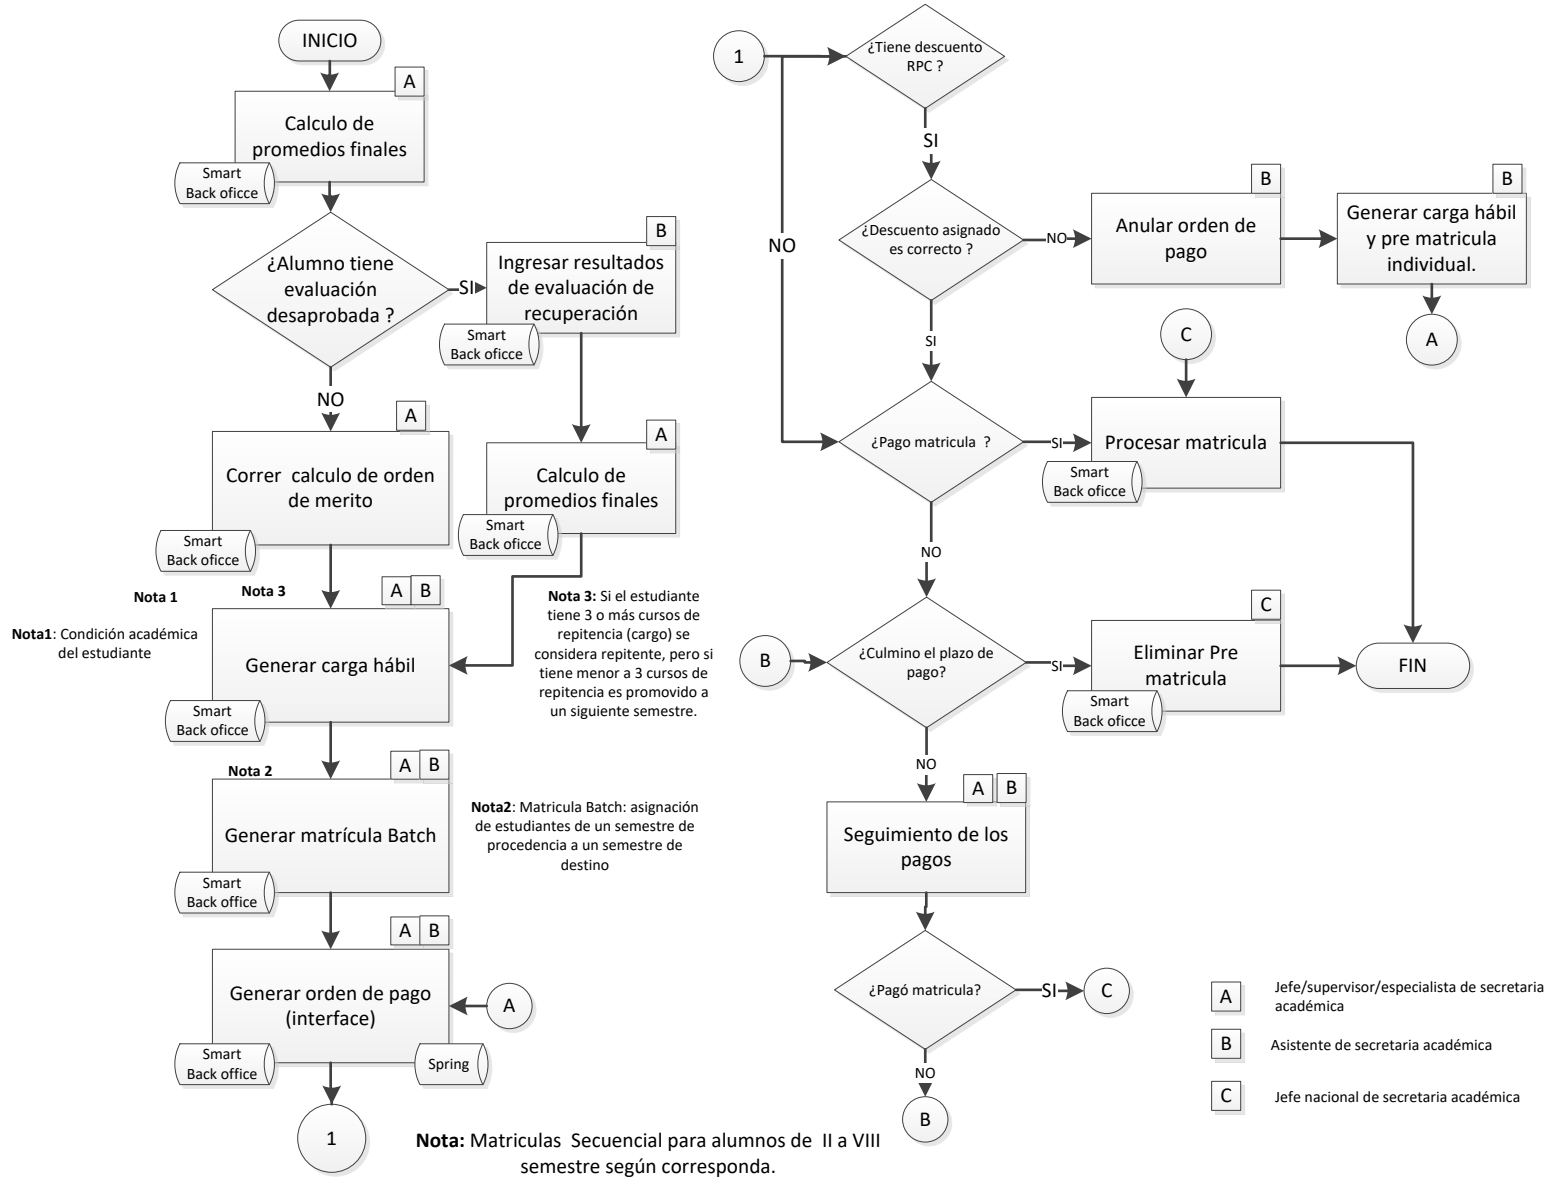 INICIO
A
Calculo de
promedios finales
Smart
Back oficce
¿Alumno tiene
evaluación
desaprobada ?
SI
B
Ingresar resultados
de evaluación de
recuperación
Smart
Back oficce
NO
A
Correr calculo de orden
de merito
Smart
Back oficce
A
Calculo de
promedios finales
Smart
Back oficce
Nota 1
Nota 3
A B
Nota1: Condición académica
del estudiante
Generar carga hábil
Smart
Back oficce
Nota 3: Si el estudiante
tiene 3 o más cursos de
repitencia (cargo) se
considera repitente, pero si
tiene menor a 3 cursos de
repitencia es promovido a
un siguiente semestre.
Nota 2
A B
Generar matrícula Batch
Smart
Back office
Nota2: Matricula Batch: asignación
de estudiantes de un semestre de
procedencia a un semestre de
destino
A B
Generar orden de pago
(interface)
Smart
Back office
Spring
A
1
Nota: Matriculas Secuencial para alumnos de II a VIII
semestre según corresponda.
1
¿Tiene descuento
RPC ?
SI
NO
¿Descuento asignado
es correcto ?
NO
B
Anular orden de
pago
B
Generar carga hábil
y pre matricula
individual.
A
SI
C
¿Pago matricula ?
SI
Procesar matricula
Smart
Back oficce
NO
B
¿Culmino el plazo de
pago?
SI
C
Eliminar Pre
matricula
Smart
Back oficce
FIN
NO
A B
Seguimiento de los
pagos
¿Pagó matricula?
SI
C
NO
B
A
Jefe/supervisor/especialista de secretaria
académica
B
Asistente de secretaria académica
C
Jefe nacional de secretaria académica